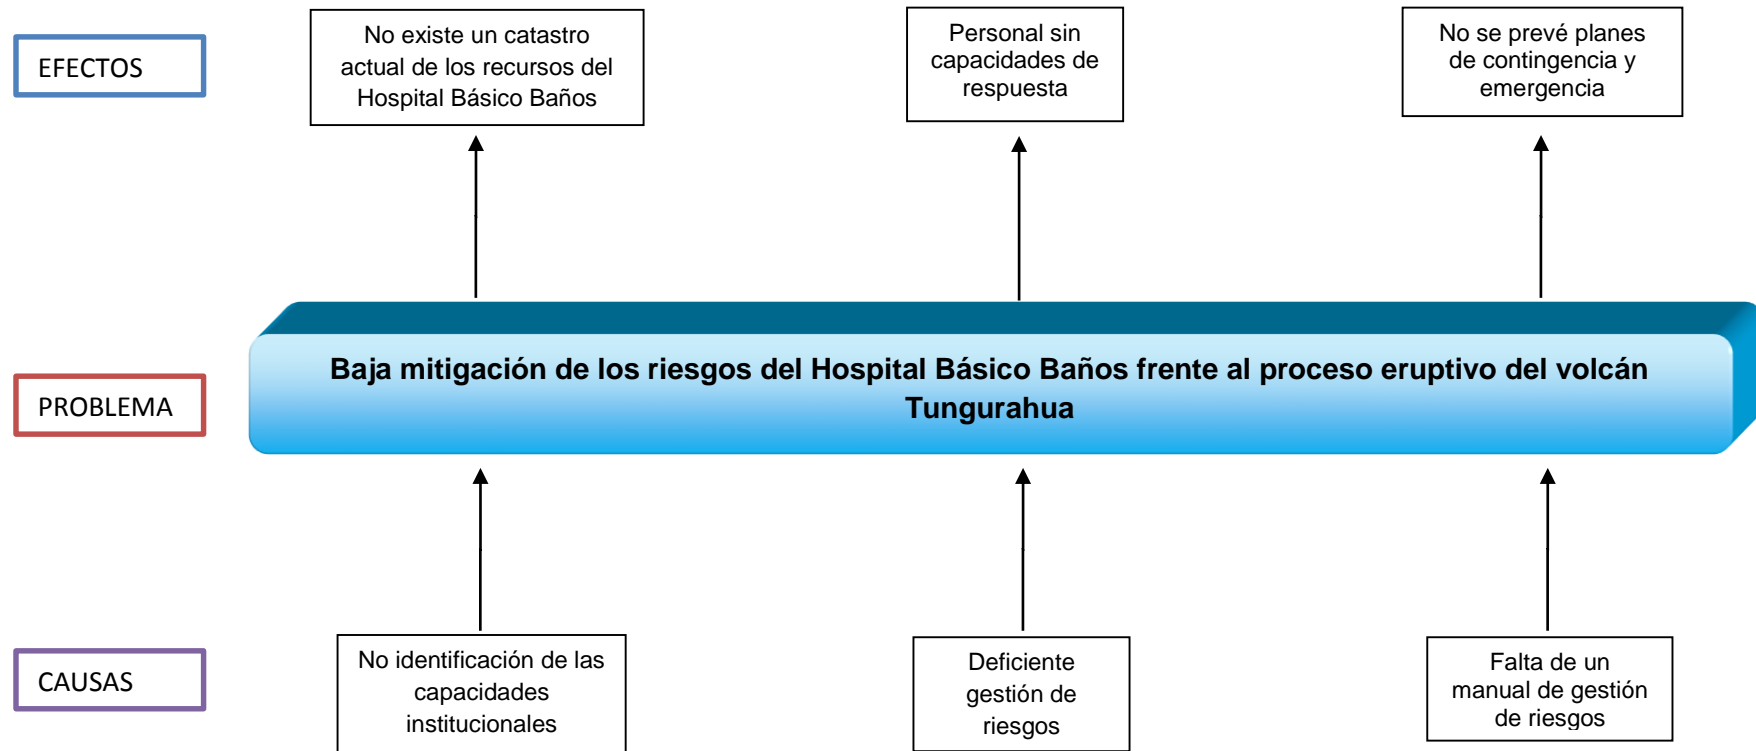 EFECTOS
No existe un catastro
actual de los recursos del
Hospital Básico Baños
Personal sin
capacidades de
respuesta
No se prevé planes
de contingencia y
emergencia
PROBLEMA
Baja mitigación de los riesgos del Hospital Básico Baños frente al proceso eruptivo del volcán
Tungurahua
CAUSAS
No identificación de las
capacidades
institucionales
Deficiente
gestión de
riesgos
Falta de un
manual de gestión
de riesgos